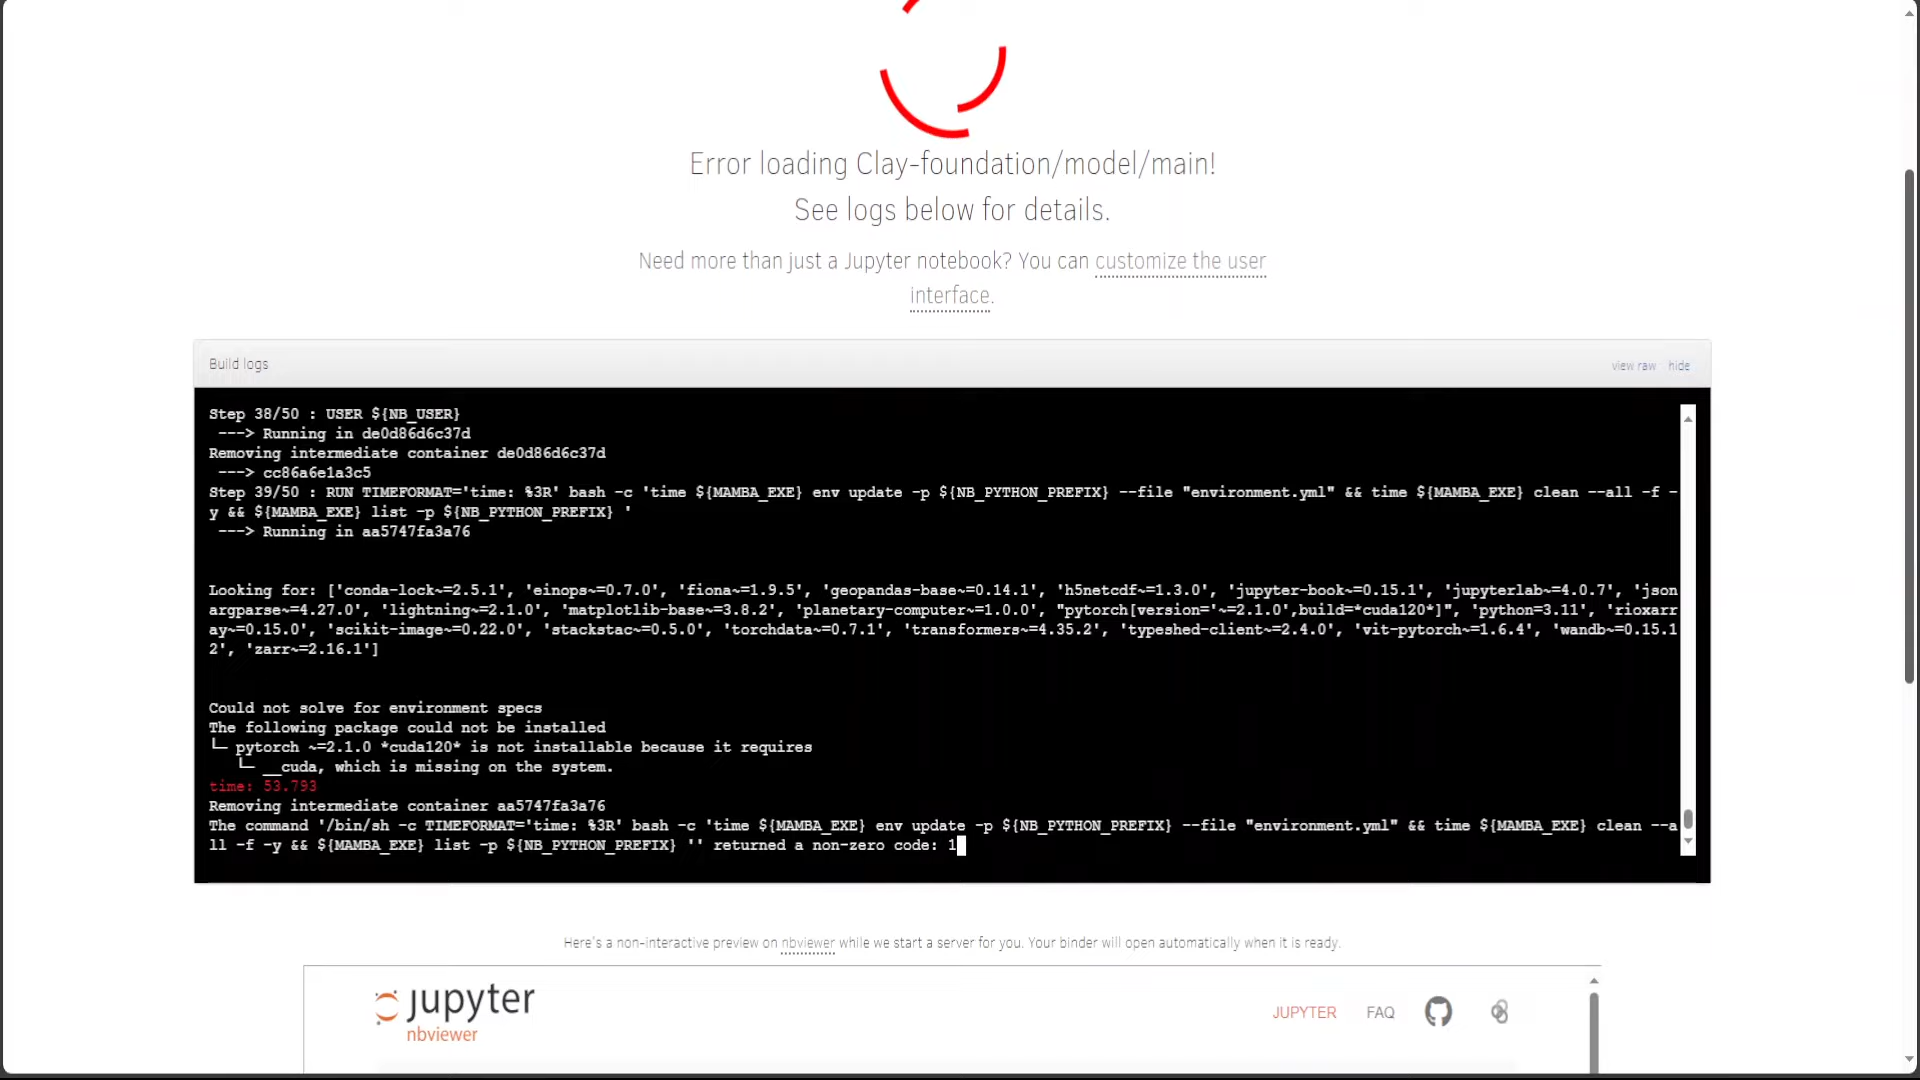 Error loading Clay-foundation/model/main!
See logs below for details.
Need more than just a Jupyter notebook? You can customize the user
interface.
Build logs
view raw hide
Step 38/50 : USER ${NB_USER}
---> Running in de0d86d6c37d
Removing intermediate container de0d86d6c37d
---> cc86a6e1a3c5
Step 39/50 : RUN TIMEFORMAT='time: %3R' bash -c 'time ${MAMBA_EXE} env update -p ${NB_PYTHON_PREFIX} --file "environment.yml" && time ${MAMBA_EXE} clean --all -f -
y && ${MAMBA_EXE} list -p ${NB_PYTHON_PREFIX} '
---> Running in aa5747fa3a76
Looking for: ['conda-lock~=2.5.1', 'einops~=0.7.0', 'fiona~=1.9.5', 'geopandas-base~=0.14.1', 'h5netcdf~=1.3.0', 'jupyter-book~=0.15.1', 'jupyterlab~=4.0.7', 'json
argparse~=4.27.0', 'lightning~=2.1.0', 'matplotlib-base~=3.8.2', 'planetary-computer~=1.0.0', "pytorch[version='~=2.1.0',build=*cuda120*]", 'python=3.11', 'rioxarr
ay~=0.15.0', 'scikit-image~=0.22.0', 'stackstac~=0.5.0', 'torchdata~=0.7.1', 'transformers~=4.35.2', 'typeshed-client~=2.4.0', 'vit-pytorch~=1.6.4', 'wandb~=0.15.1
2', 'zarr~=2.16.1']
Could not solve for environment specs
The following package could not be installed
└─ pytorch ~=2.1.0 *cuda120* is not installable because it requires
└─ __cuda, which is missing on the system.
time: 53.793
Removing intermediate container aa5747fa3a76
The command '/bin/sh -c TIMEFORMAT='time: %3R' bash -c 'time ${MAMBA_EXE} env update -p ${NB_PYTHON_PREFIX} --file "environment.yml" && time ${MAMBA_EXE} clean --a
ll -f -y && ${MAMBA_EXE} list -p ${NB_PYTHON_PREFIX} '' returned a non-zero code: 1
Here's a non-interactive preview on nbviewer while we start a server for you. Your binder will open automatically when it is ready.
jupyter
nbviewer
JUPYTER FAQ